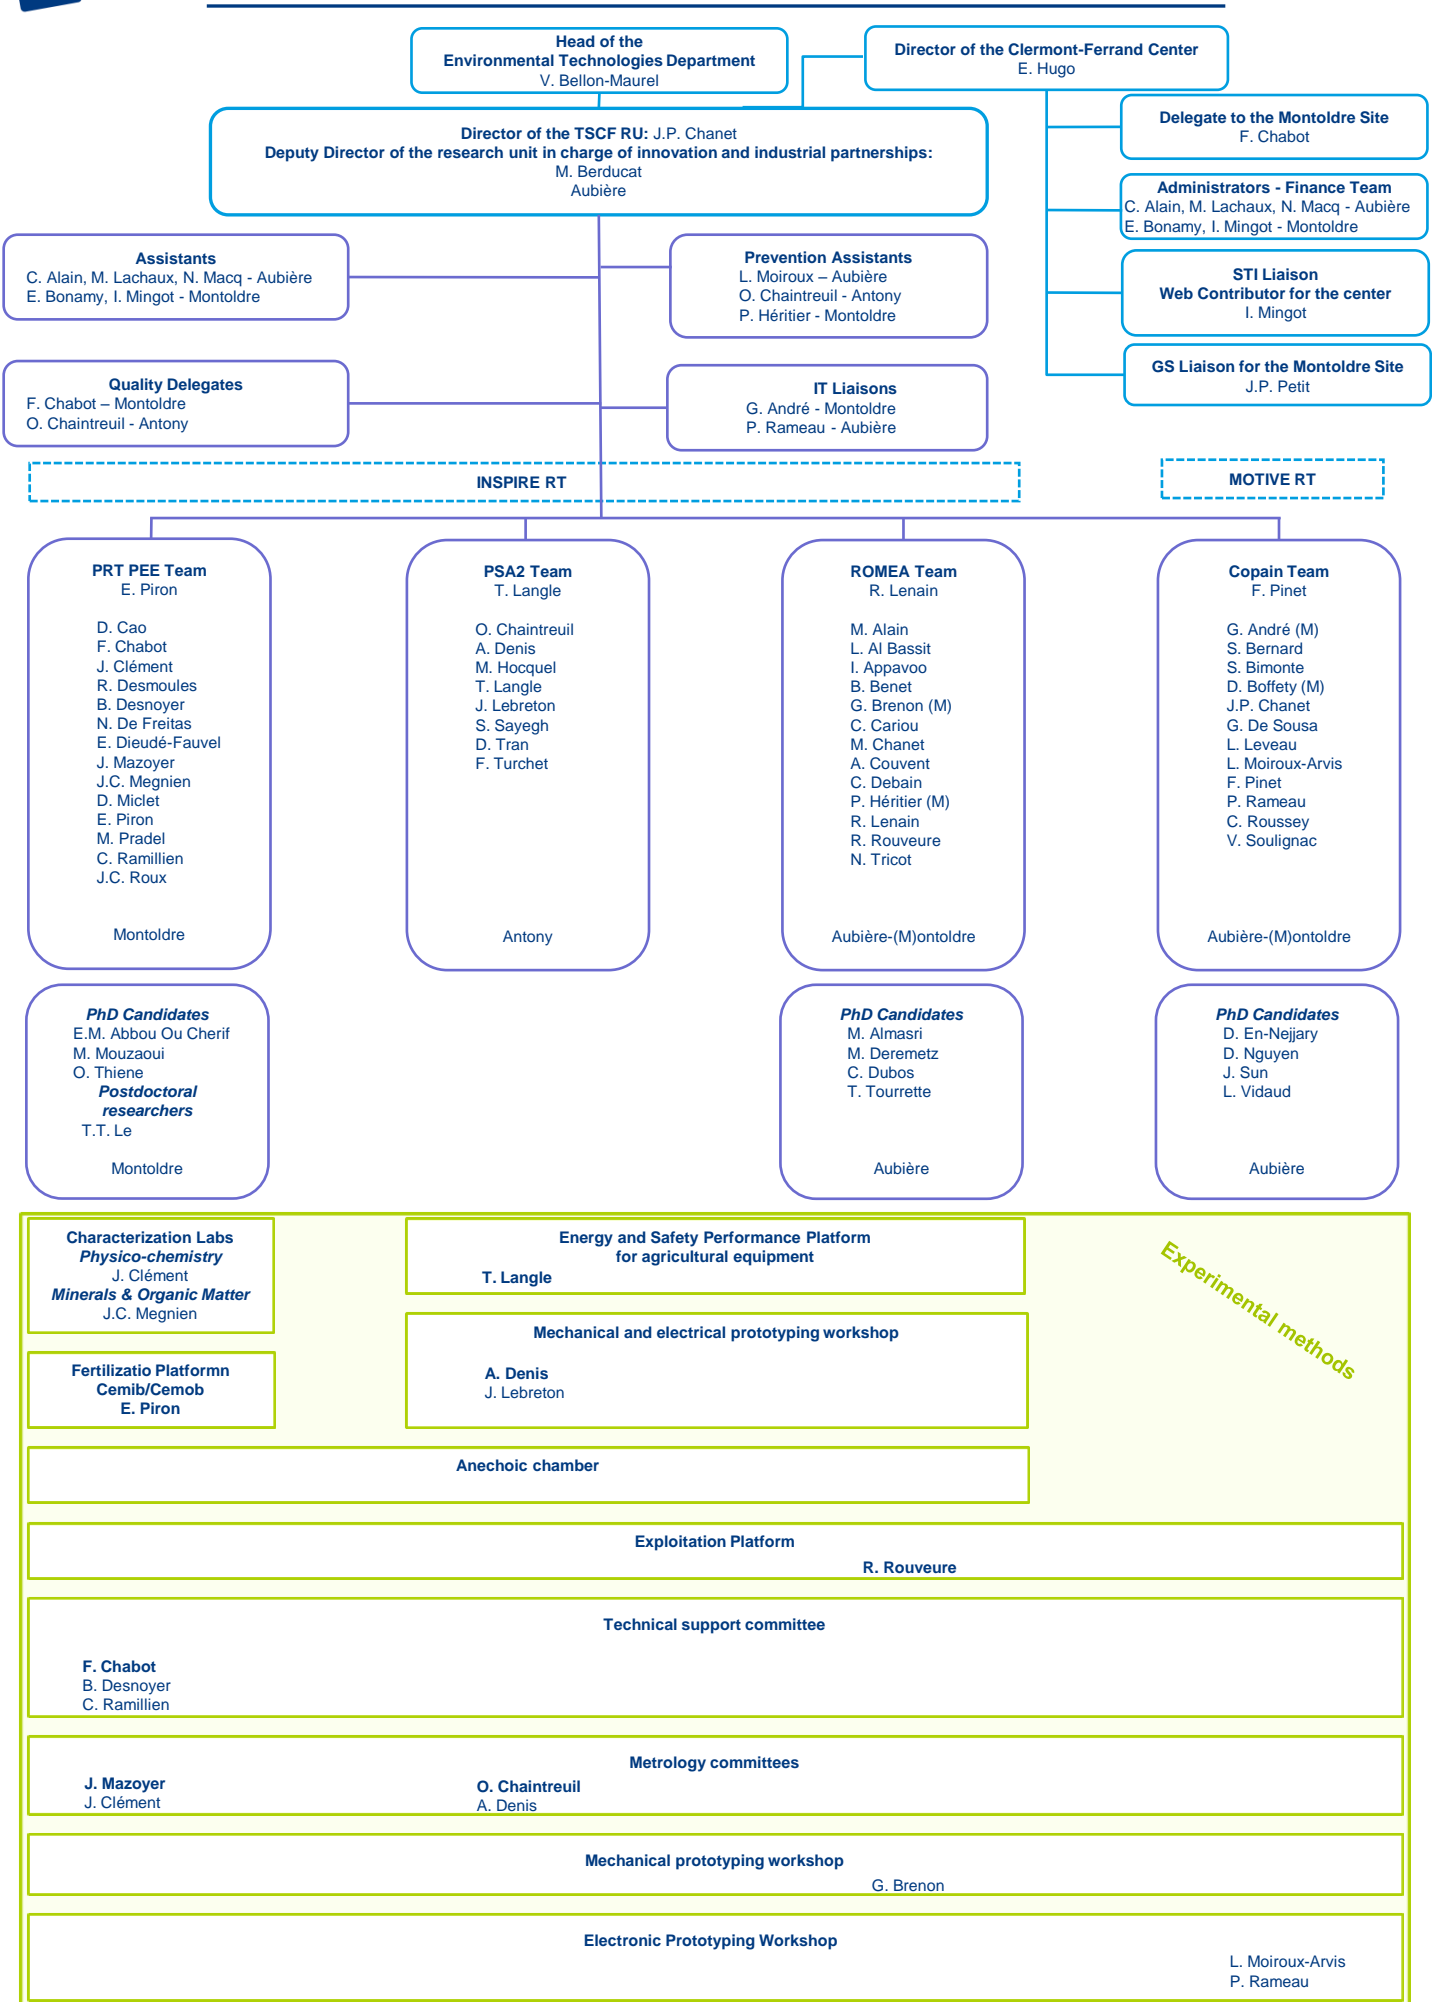 Head of the
Environmental Technologies Department
V. Bellon-Maurel
Director of the Clermont-Ferrand Center
E. Hugo
Director of the TSCF RU: J.P. Chanet
Deputy Director of the research unit in charge of innovation and industrial partnerships:
M. Berducat
Aubière
Delegate to the Montoldre Site
F. Chabot
Administrators - Finance Team
C. Alain, M. Lachaux, N. Macq - Aubière
E. Bonamy, I. Mingot - Montoldre
STI Liaison
Web Contributor for the center
I. Mingot
GS Liaison for the Montoldre Site
J.P. Petit
Assistants
C. Alain, M. Lachaux, N. Macq - Aubière
E. Bonamy, I. Mingot - Montoldre
Prevention Assistants
L. Moiroux – Aubière
O. Chaintreuil - Antony
P. Héritier - Montoldre
Quality Delegates
F. Chabot – Montoldre
O. Chaintreuil - Antony
IT Liaisons
G. André - Montoldre
P. Rameau - Aubière
INSPIRE RT
MOTIVE RT
PRT PEE Team
E. Piron
D. Cao
F. Chabot
J. Clément
R. Desmoules
B. Desnoyer
N. De Freitas
E. Dieudé-Fauvel
J. Mazoyer
J.C. Megnien
D. Miclet
E. Piron
M. Pradel
C. Ramillien
J.C. Roux
Montoldre
PSA2 Team
T. Langle
O. Chaintreuil
A. Denis
M. Hocquel
T. Langle
J. Lebreton
S. Sayegh
D. Tran
F. Turchet
Antony
ROMEA Team
R. Lenain
M. Alain
L. Al Bassit
I. Appavoo
B. Benet
G. Brenon (M)
C. Cariou
M. Chanet
A. Couvent
C. Debain
P. Héritier (M)
R. Lenain
R. Rouveure
N. Tricot
Aubière-(M)ontoldre
Copain Team
F. Pinet
G. André (M)
S. Bernard
S. Bimonte
D. Boffety (M)
J.P. Chanet
G. De Sousa
L. Leveau
L. Moiroux-Arvis
F. Pinet
P. Rameau
C. Roussey
V. Soulignac
Aubière-(M)ontoldre
PhD Candidates
E.M. Abbou Ou Cherif
M. Mouzaoui
O. Thiene
Postdoctoral
researchers
T.T. Le
Montoldre
PhD Candidates
M. Almasri
M. Deremetz
C. Dubos
T. Tourrette
Aubière
PhD Candidates
D. En-Nejjary
D. Nguyen
J. Sun
L. Vidaud
Aubière
Characterization Labs
Physico-chemistry
J. Clément
Minerals & Organic Matter
J.C. Megnien
Energy and Safety Performance Platform
for agricultural equipment
T. Langle
Experimental methods
Mechanical and electrical prototyping workshop
A. Denis
J. Lebreton
Fertilizatio Platformn
Cemib/Cemob
E. Piron
Anechoic chamber
Exploitation Platform
R. Rouveure
Technical support committee
F. Chabot
B. Desnoyer
C. Ramillien
Metrology committees
J. Mazoyer
J. Clément
O. Chaintreuil
A. Denis
Mechanical prototyping workshop
G. Brenon
Electronic Prototyping Workshop
L. Moiroux-Arvis
P. Rameau